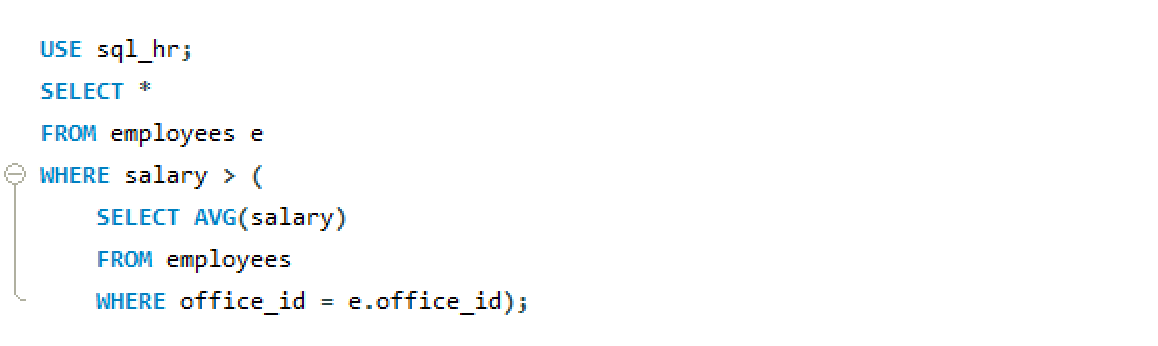 USE sql_hr;
SELECT *
FROM employees e
WHERE salary > (
    SELECT AVG(salary)
    FROM employees
    WHERE office_id = e.office_id);